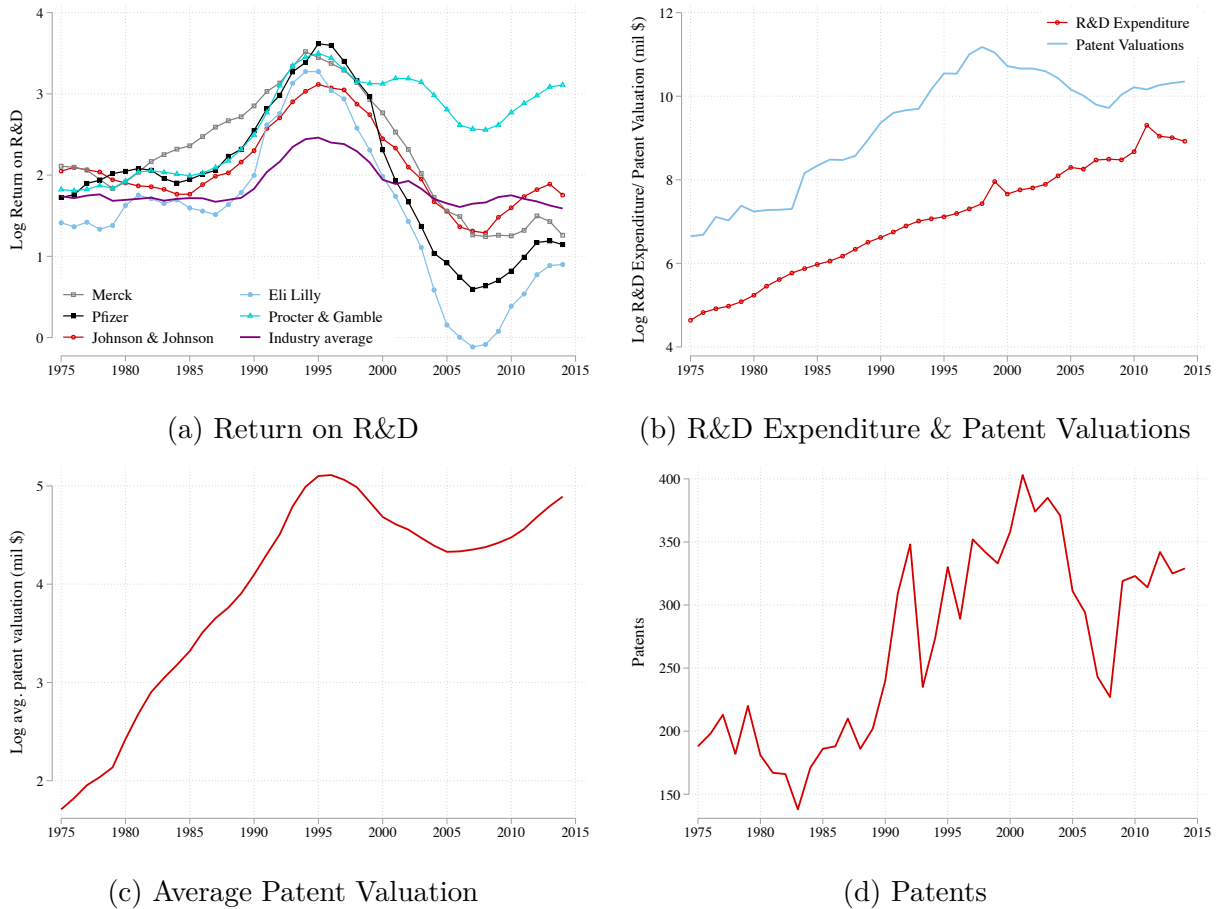 Log Return on R&D
4
3
2
1
0
Merck
Pfizer
Johnson & Johnson
Eli Lilly
Procter & Gamble
Industry average
1975 1980 1985 1990 1995 2000 2005 2010 2015
(a) Return on R&D
Log R&D Expenditure/ Patent Valuation (mil $)
12
10
8
6
4
R&D Expenditure
Patent Valuations
1975 1980 1985 1990 1995 2000 2005 2010 2015
(b) R&D Expenditure & Patent Valuations
Log avg. patent valuation (mil $)
5
4
3
2
1975 1980 1985 1990 1995 2000 2005 2010 2015
(c) Average Patent Valuation
Patents
400
350
300
250
200
150
1975 1980 1985 1990 1995 2000 2005 2010 2015
(d) Patents